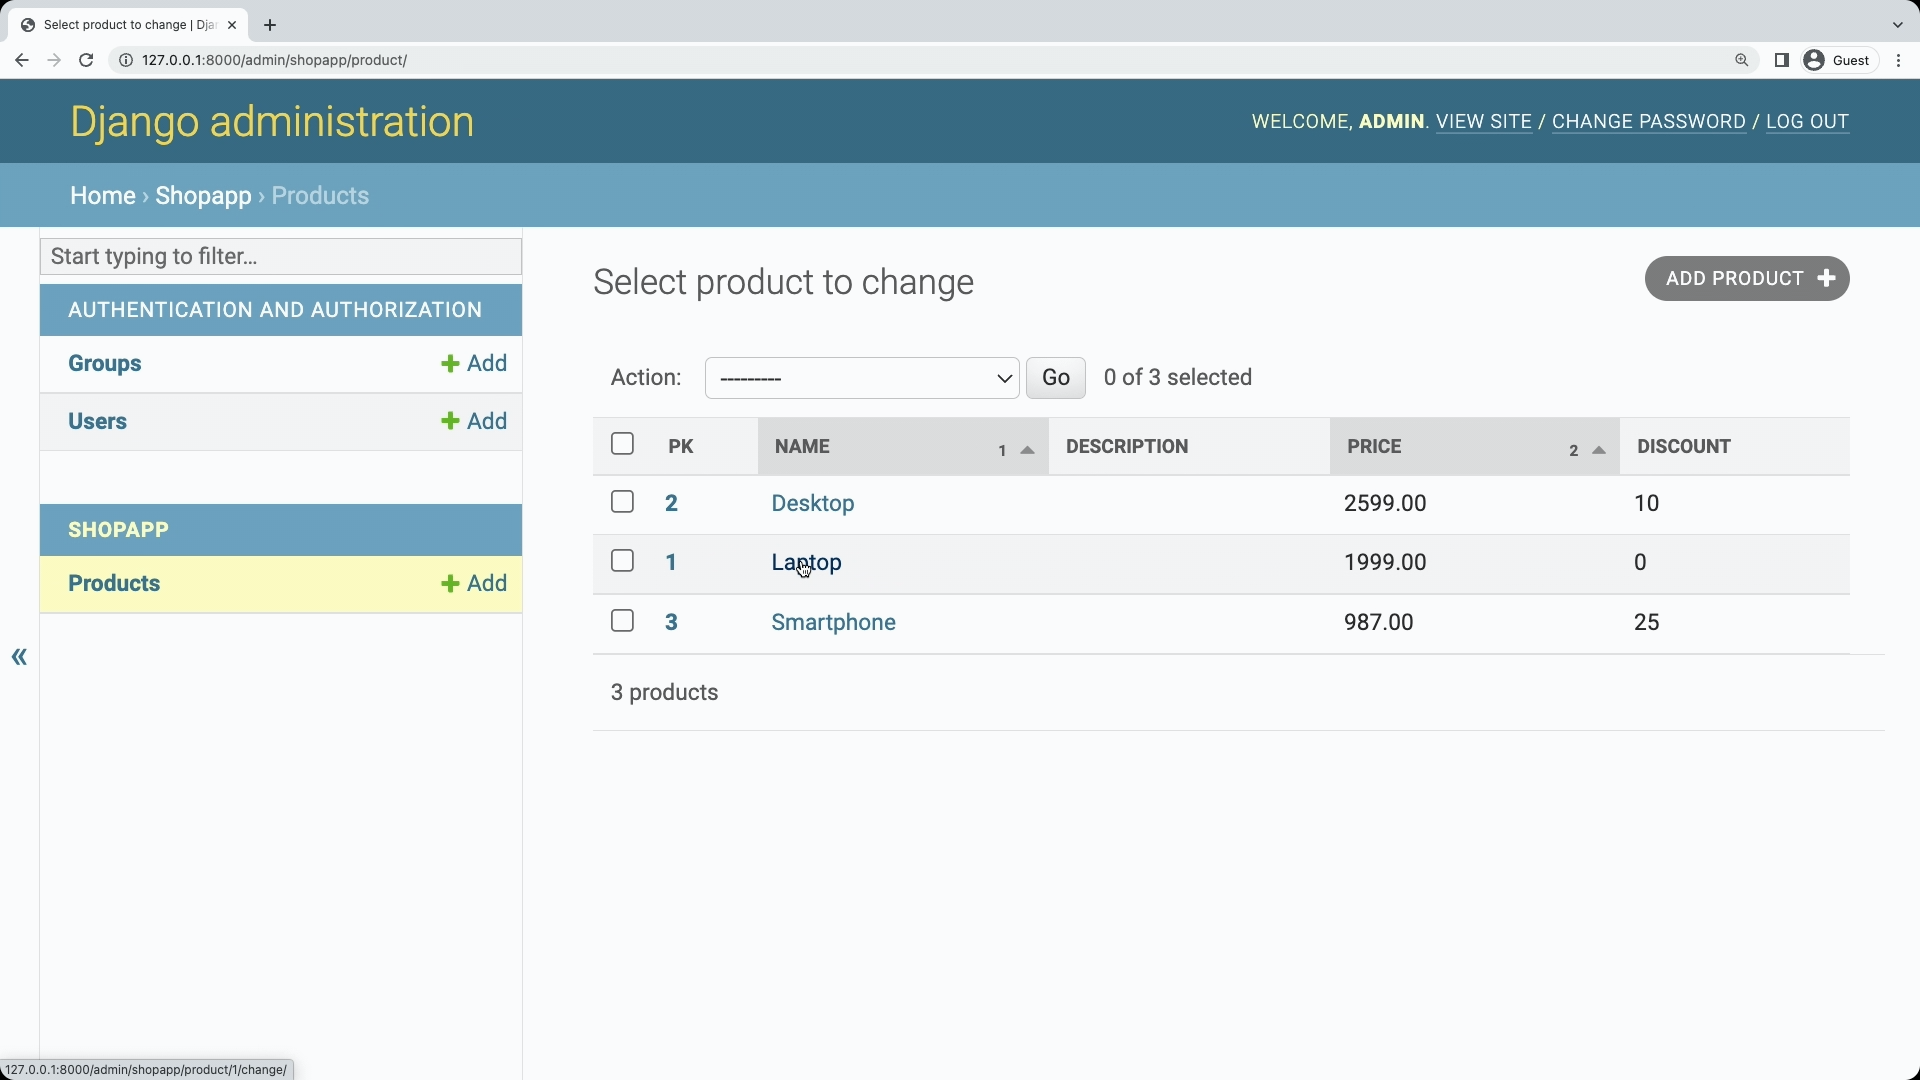 Select product to change | Dja
127.0.0.1:8000/admin/shopapp/product/
Guest
Django administration
WELCOME, ADMIN. VIEW SITE / CHANGE PASSWORD / LOG OUT
Home › Shopapp › Products
Start typing to filter...
AUTHENTICATION AND AUTHORIZATION
Groups + Add
Users + Add
SHOPAPP
Products + Add
«
Select product to change
ADD PRODUCT +
Action: --------- Go 0 of 3 selected
PK NAME 1 DESCRIPTION PRICE 2 DISCOUNT
2 Desktop 2599.00 10
1 Laptop 1999.00 0
3 Smartphone 987.00 25
3 products
127.0.0.1:8000/admin/shopapp/product/1/change/